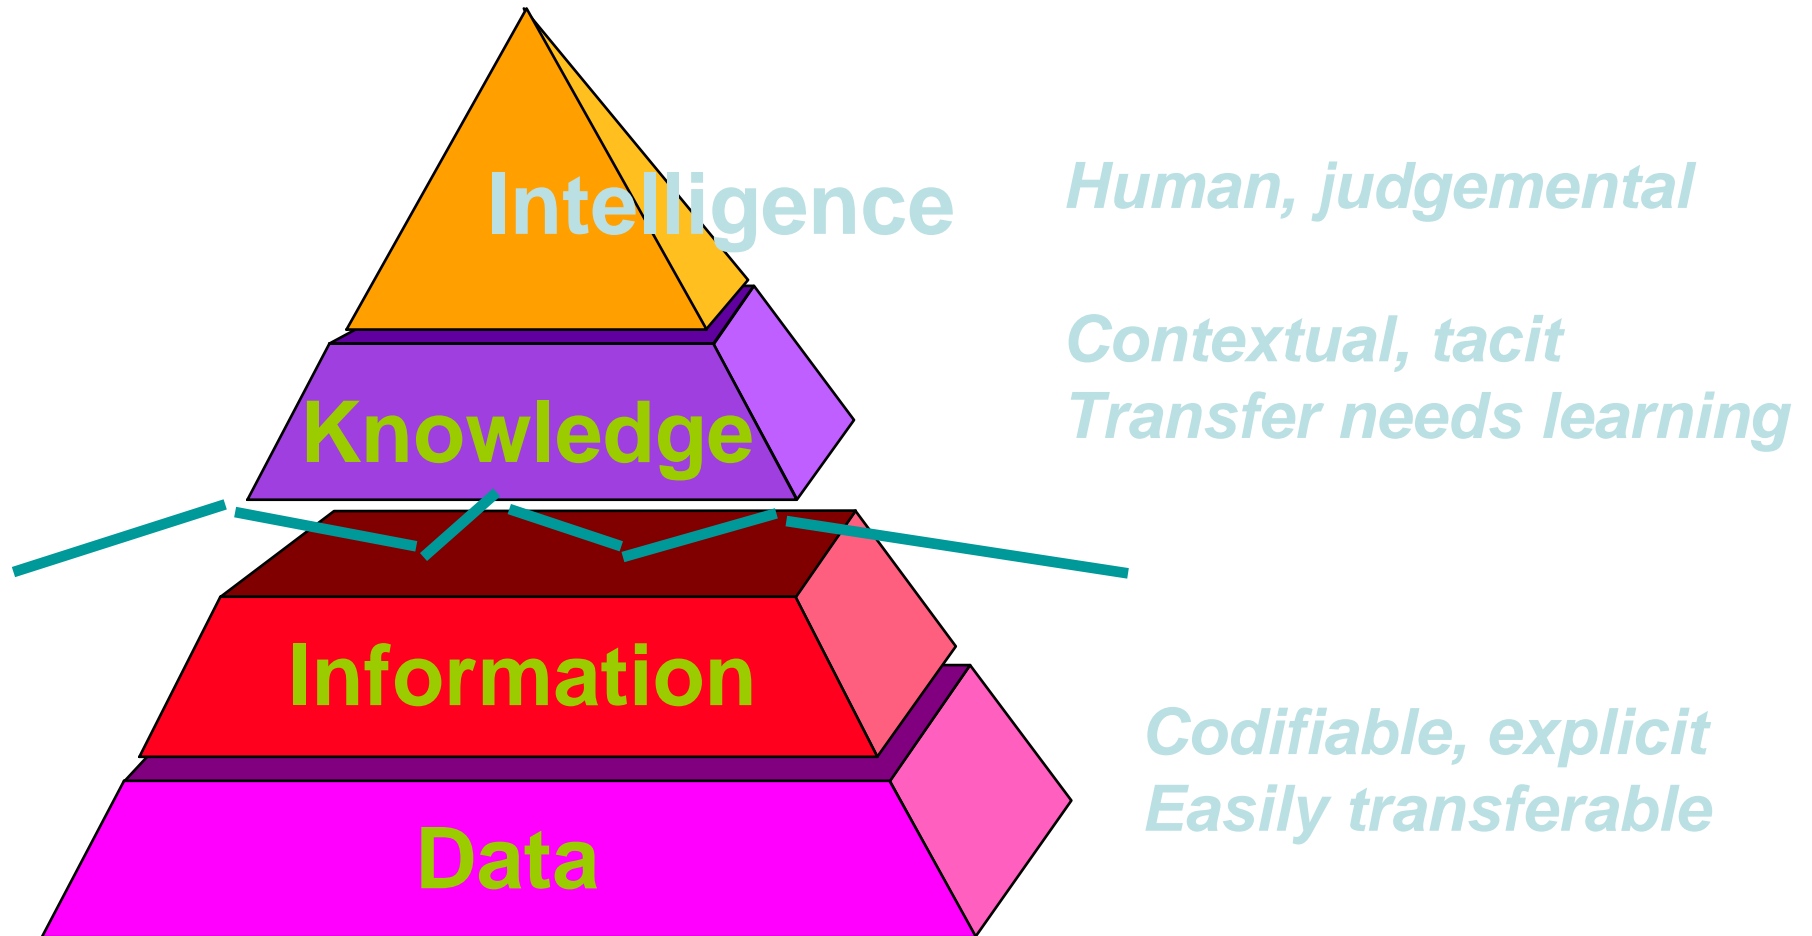 Intelligence
Human, judgemental
Contextual, tacit
Transfer needs learning
Knowledge
Information
Codifiable, explicit
Easily transferable
Data